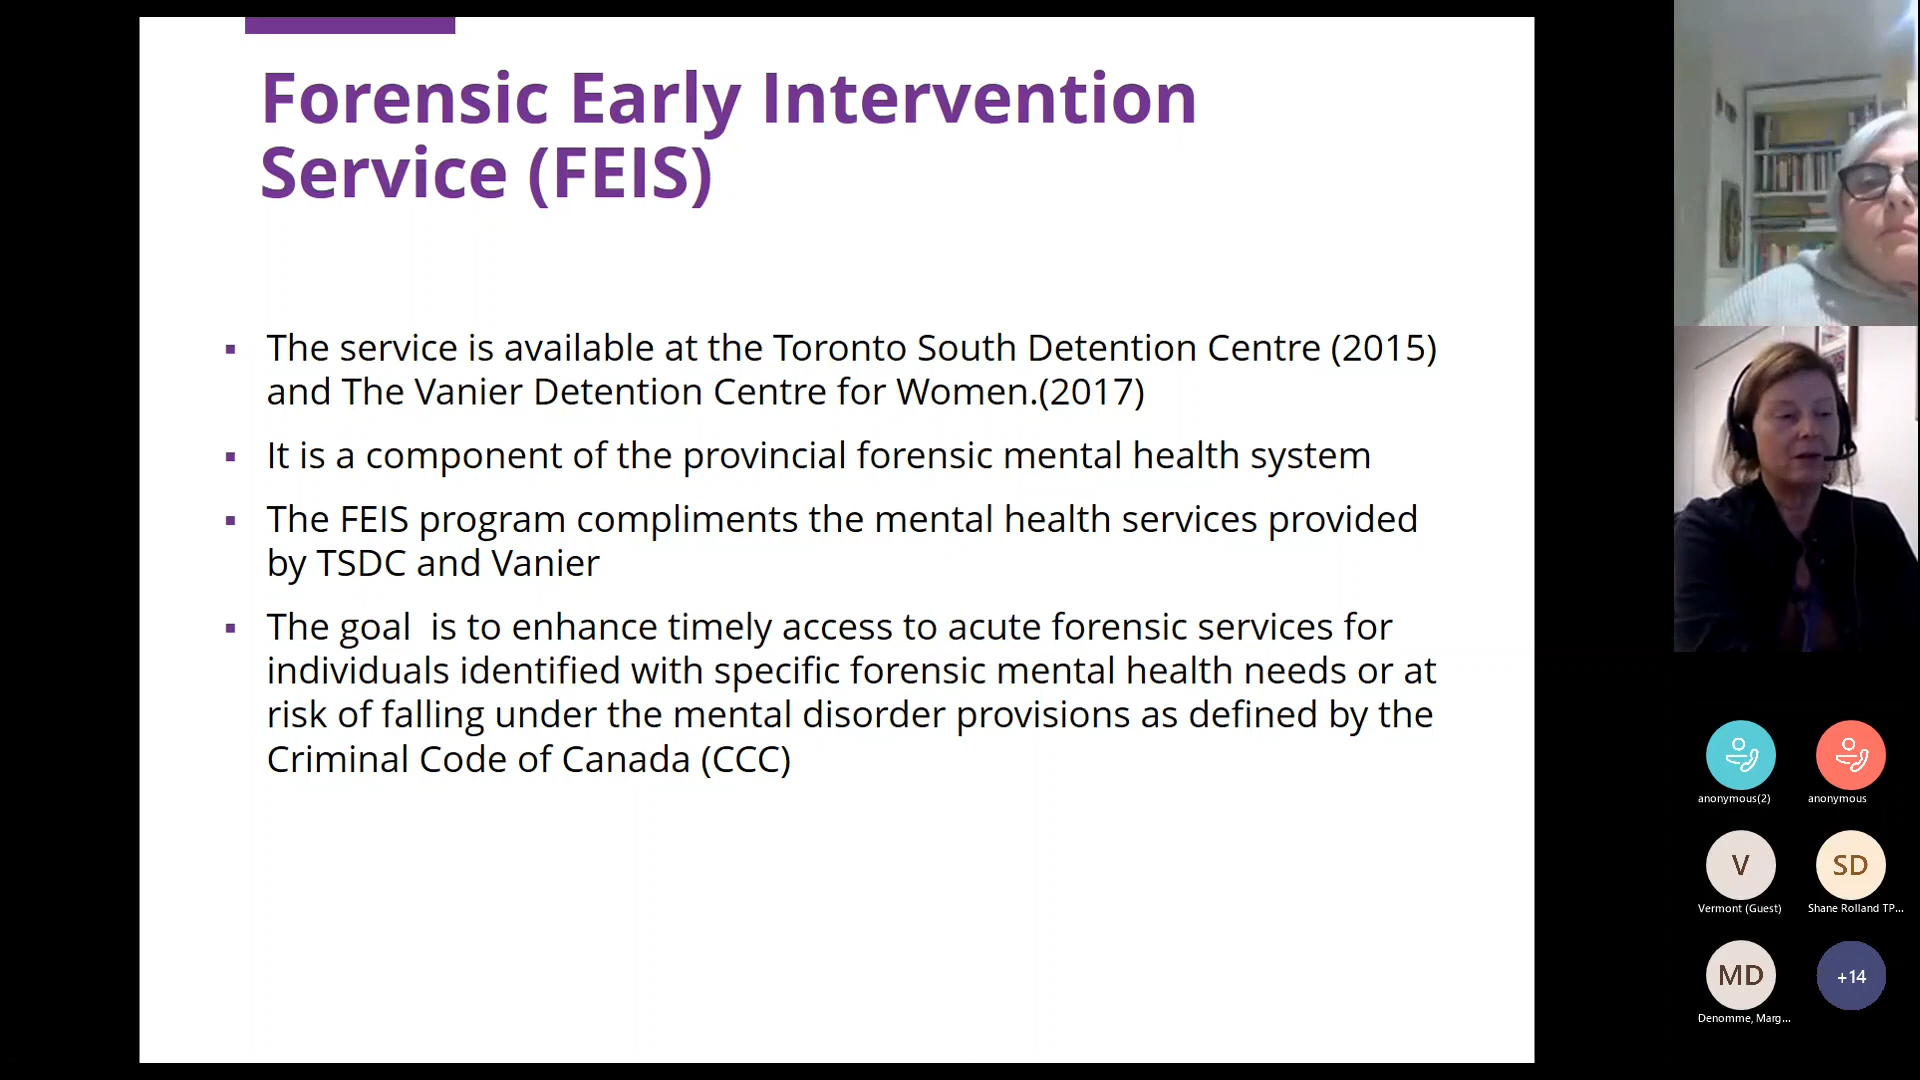 Forensic Early Intervention
Service (FEIS)
▪ The service is available at the Toronto South Detention Centre (2015)
and The Vanier Detention Centre for Women.(2017)
▪ It is a component of the provincial forensic mental health system
▪ The FEIS program compliments the mental health services provided
by TSDC and Vanier
▪ The goal  is to enhance timely access to acute forensic services for
individuals identified with specific forensic mental health needs or at
risk of falling under the mental disorder provisions as defined by the
Criminal Code of Canada (CCC)
anonymous(2)
anonymous
V
SD
Vermont (Guest)
Shane Rolland TP...
MD
+14
Denomme, Marg...